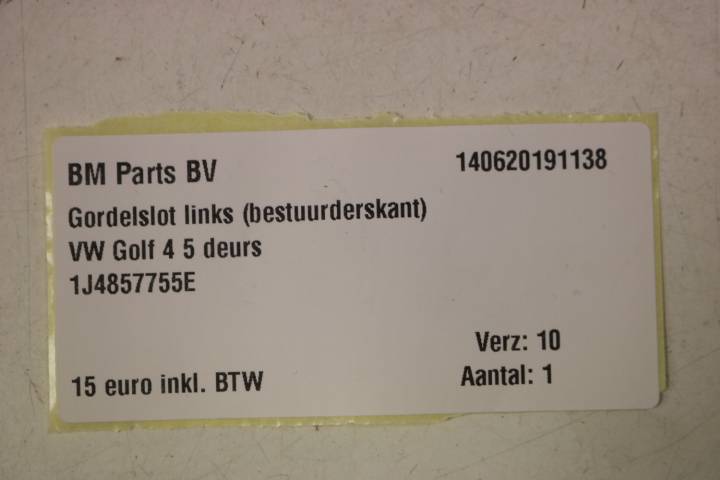 BM Parts BV 140620191138
Gordelslot links (bestuurderskant)
VW Golf 4 5 deurs
1J4857755E
Verz: 10
15 euro inkl. BTW Aantal: 1